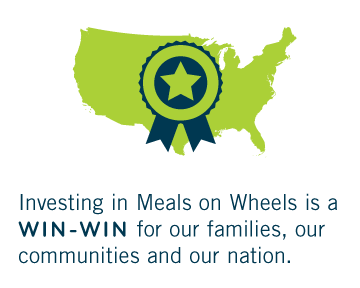 Investing in Meals on Wheels is a
WIN-WIN for our families, our
communities and our nation.